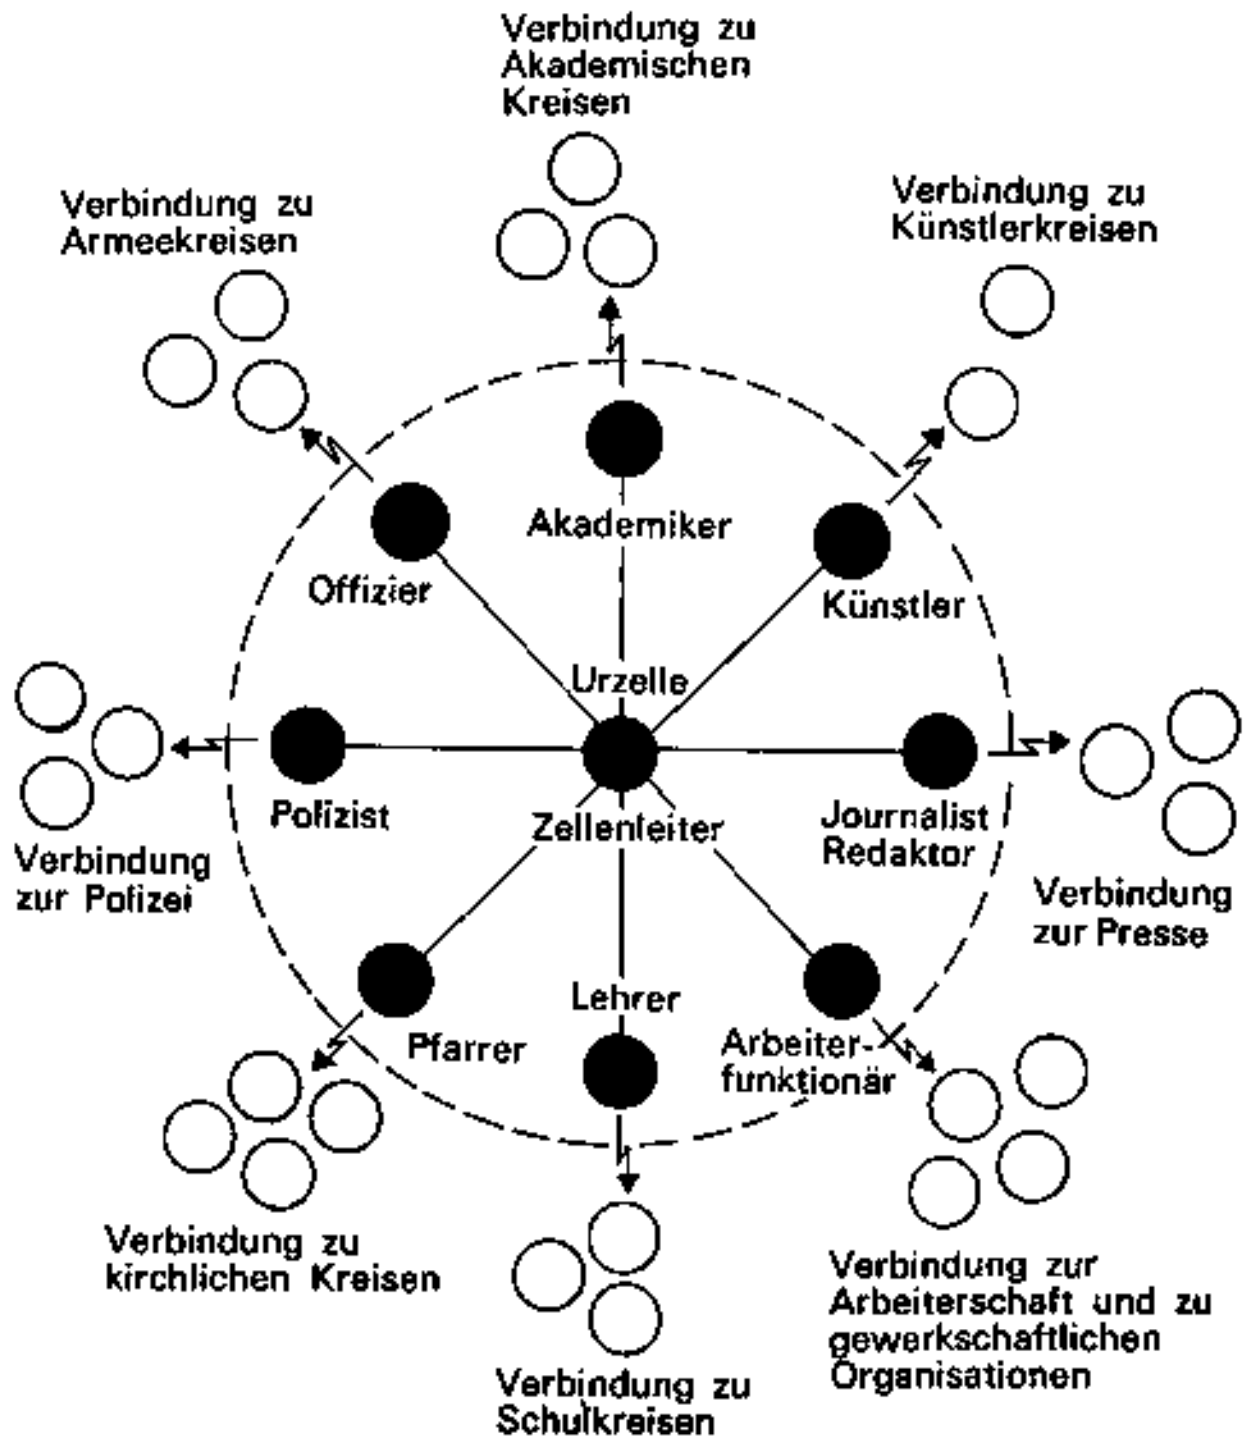 Verbindung zu
Akademischen
Kreisen
Verbindung zu
Armeekreisen
Verbindung zu
Künstlerkreisen
Akademiker
Offizier
Künstler
Urzelle
Polizist
Zellenleiter
Journalist
Redaktor
Verbindung
zur Polizei
Verbindung
zur Presse
Lehrer
Pfarrer
Arbeiter-
funktionär
Verbindung zu
kirchlichen Kreisen
Verbindung zur
Arbeiterschaft und zu
gewerkschaftlichen
Organisationen
Verbindung zu
Schulkreisen